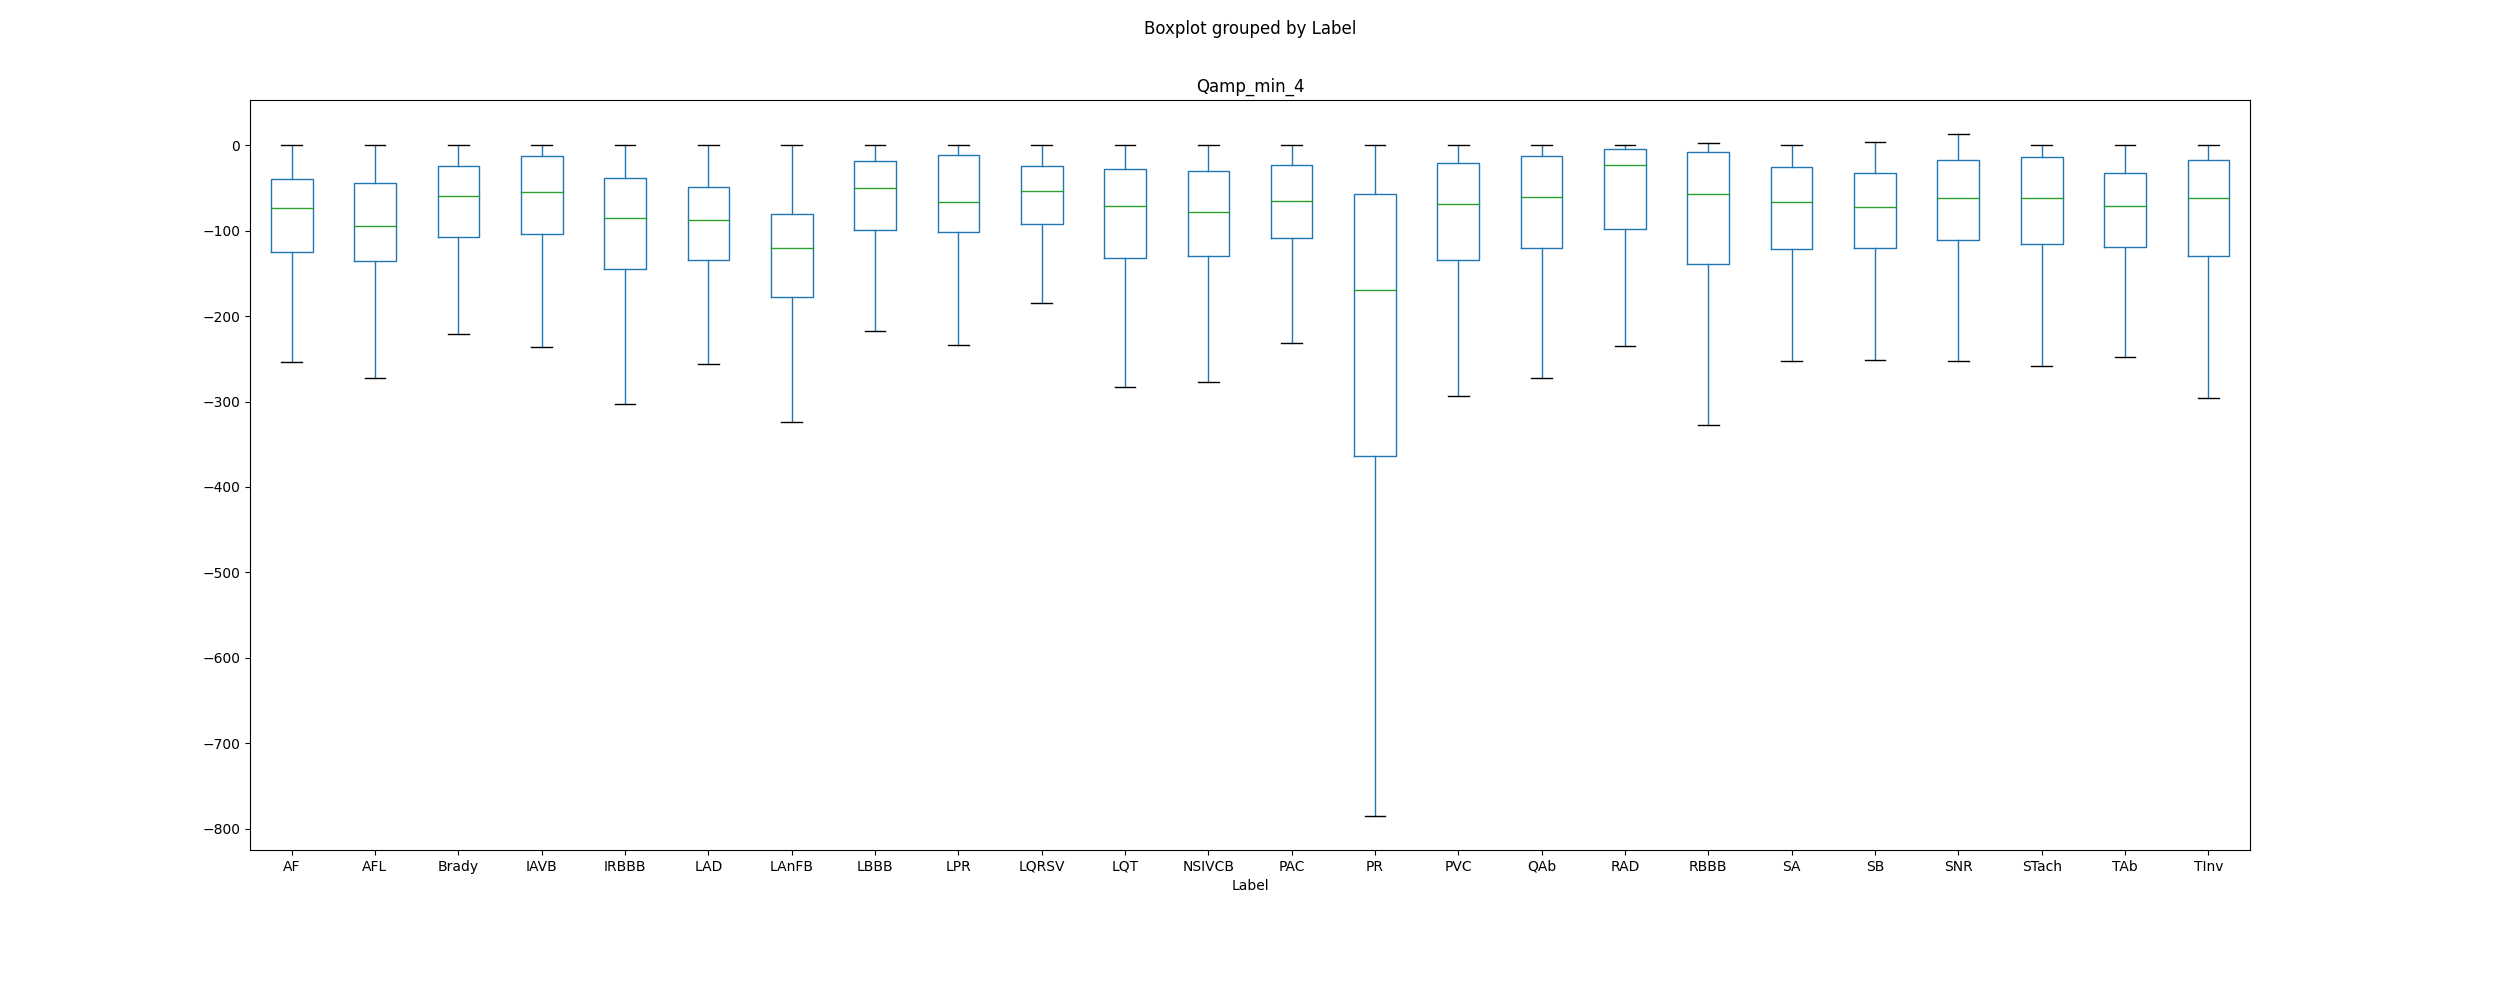 Boxplot grouped by Label
Qamp_min_4
0
−100
−200
−300
−400
−500
−600
−700
−800
AF AFL Brady IAVB IRBBB LAD LAnFB LBBB LPR LQRSV LQT NSIVCB PAC PR PVC QAb RAD RBBB SA SB SNR STach TAb TInv
Label